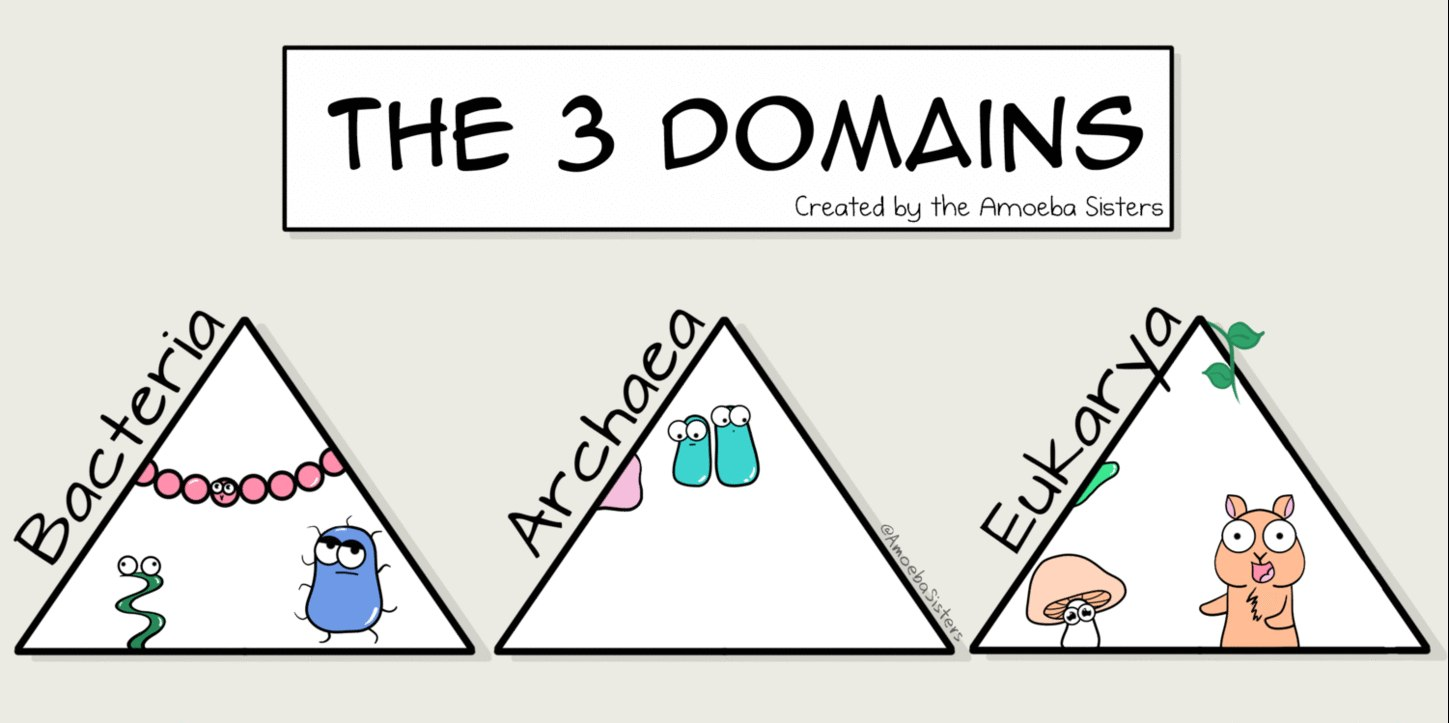 THE 3 DOMAINS
Created by the Amoeba Sisters
Bacteria
Archaea
@AmoebaSisters
Eukarya